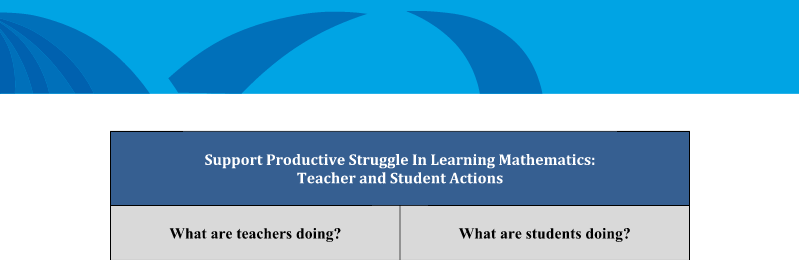 Support Productive Struggle In Learning Mathematics:
Teacher and Student Actions
What are teachers doing?
What are students doing?